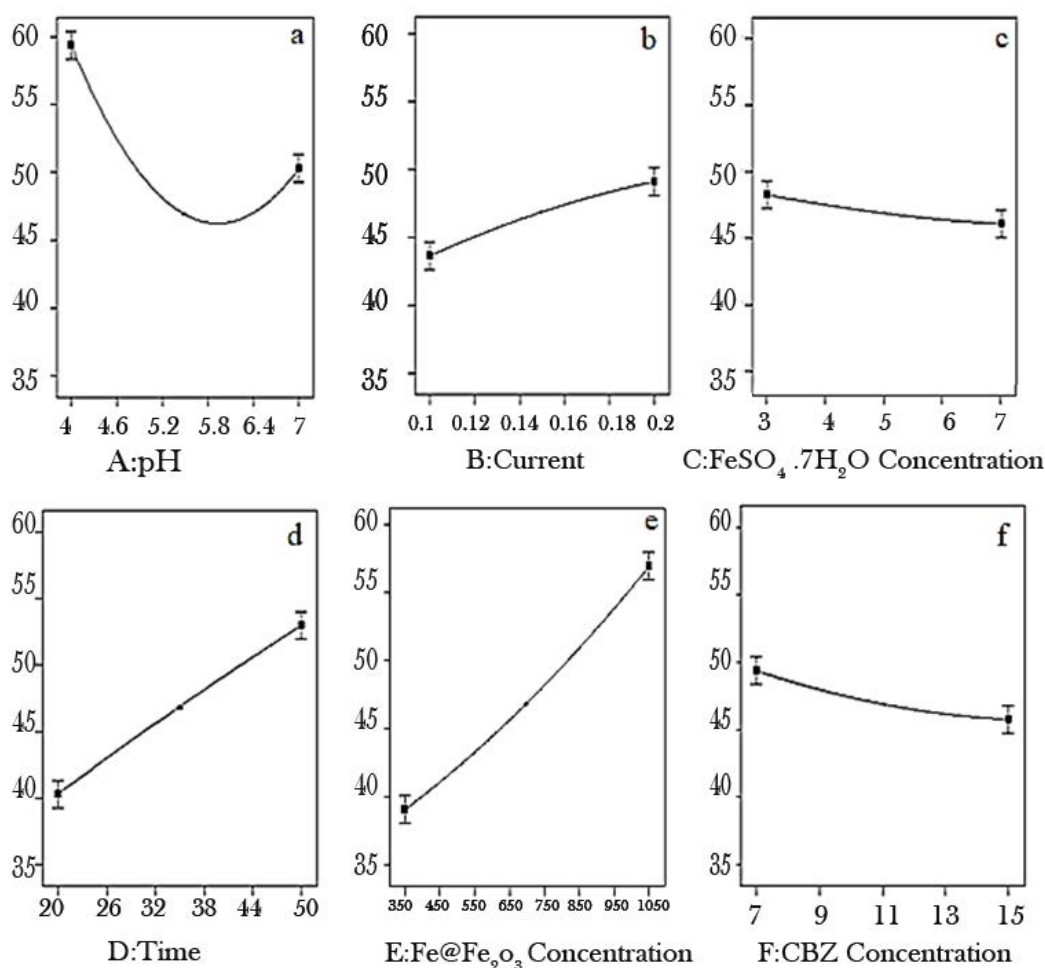 a
60
55
50
45
40
35
4 4.6 5.2 5.8 6.4 7
A:pH
b
60
55
50
45
40
35
0.1 0.12 0.14 0.16 0.18 0.2
B:Current
c
60
55
50
45
40
35
3 4 5 6 7
C:FeSO₄ .7H₂O Concentration
d
60
55
50
45
40
35
20 26 32 38 44 50
D:Time
e
60
55
50
45
40
35
350 450 550 650 750 850 950 1050
E:Fe@Fe₂o₃ Concentration
f
60
55
50
45
40
35
7 9 11 13 15
F:CBZ Concentration